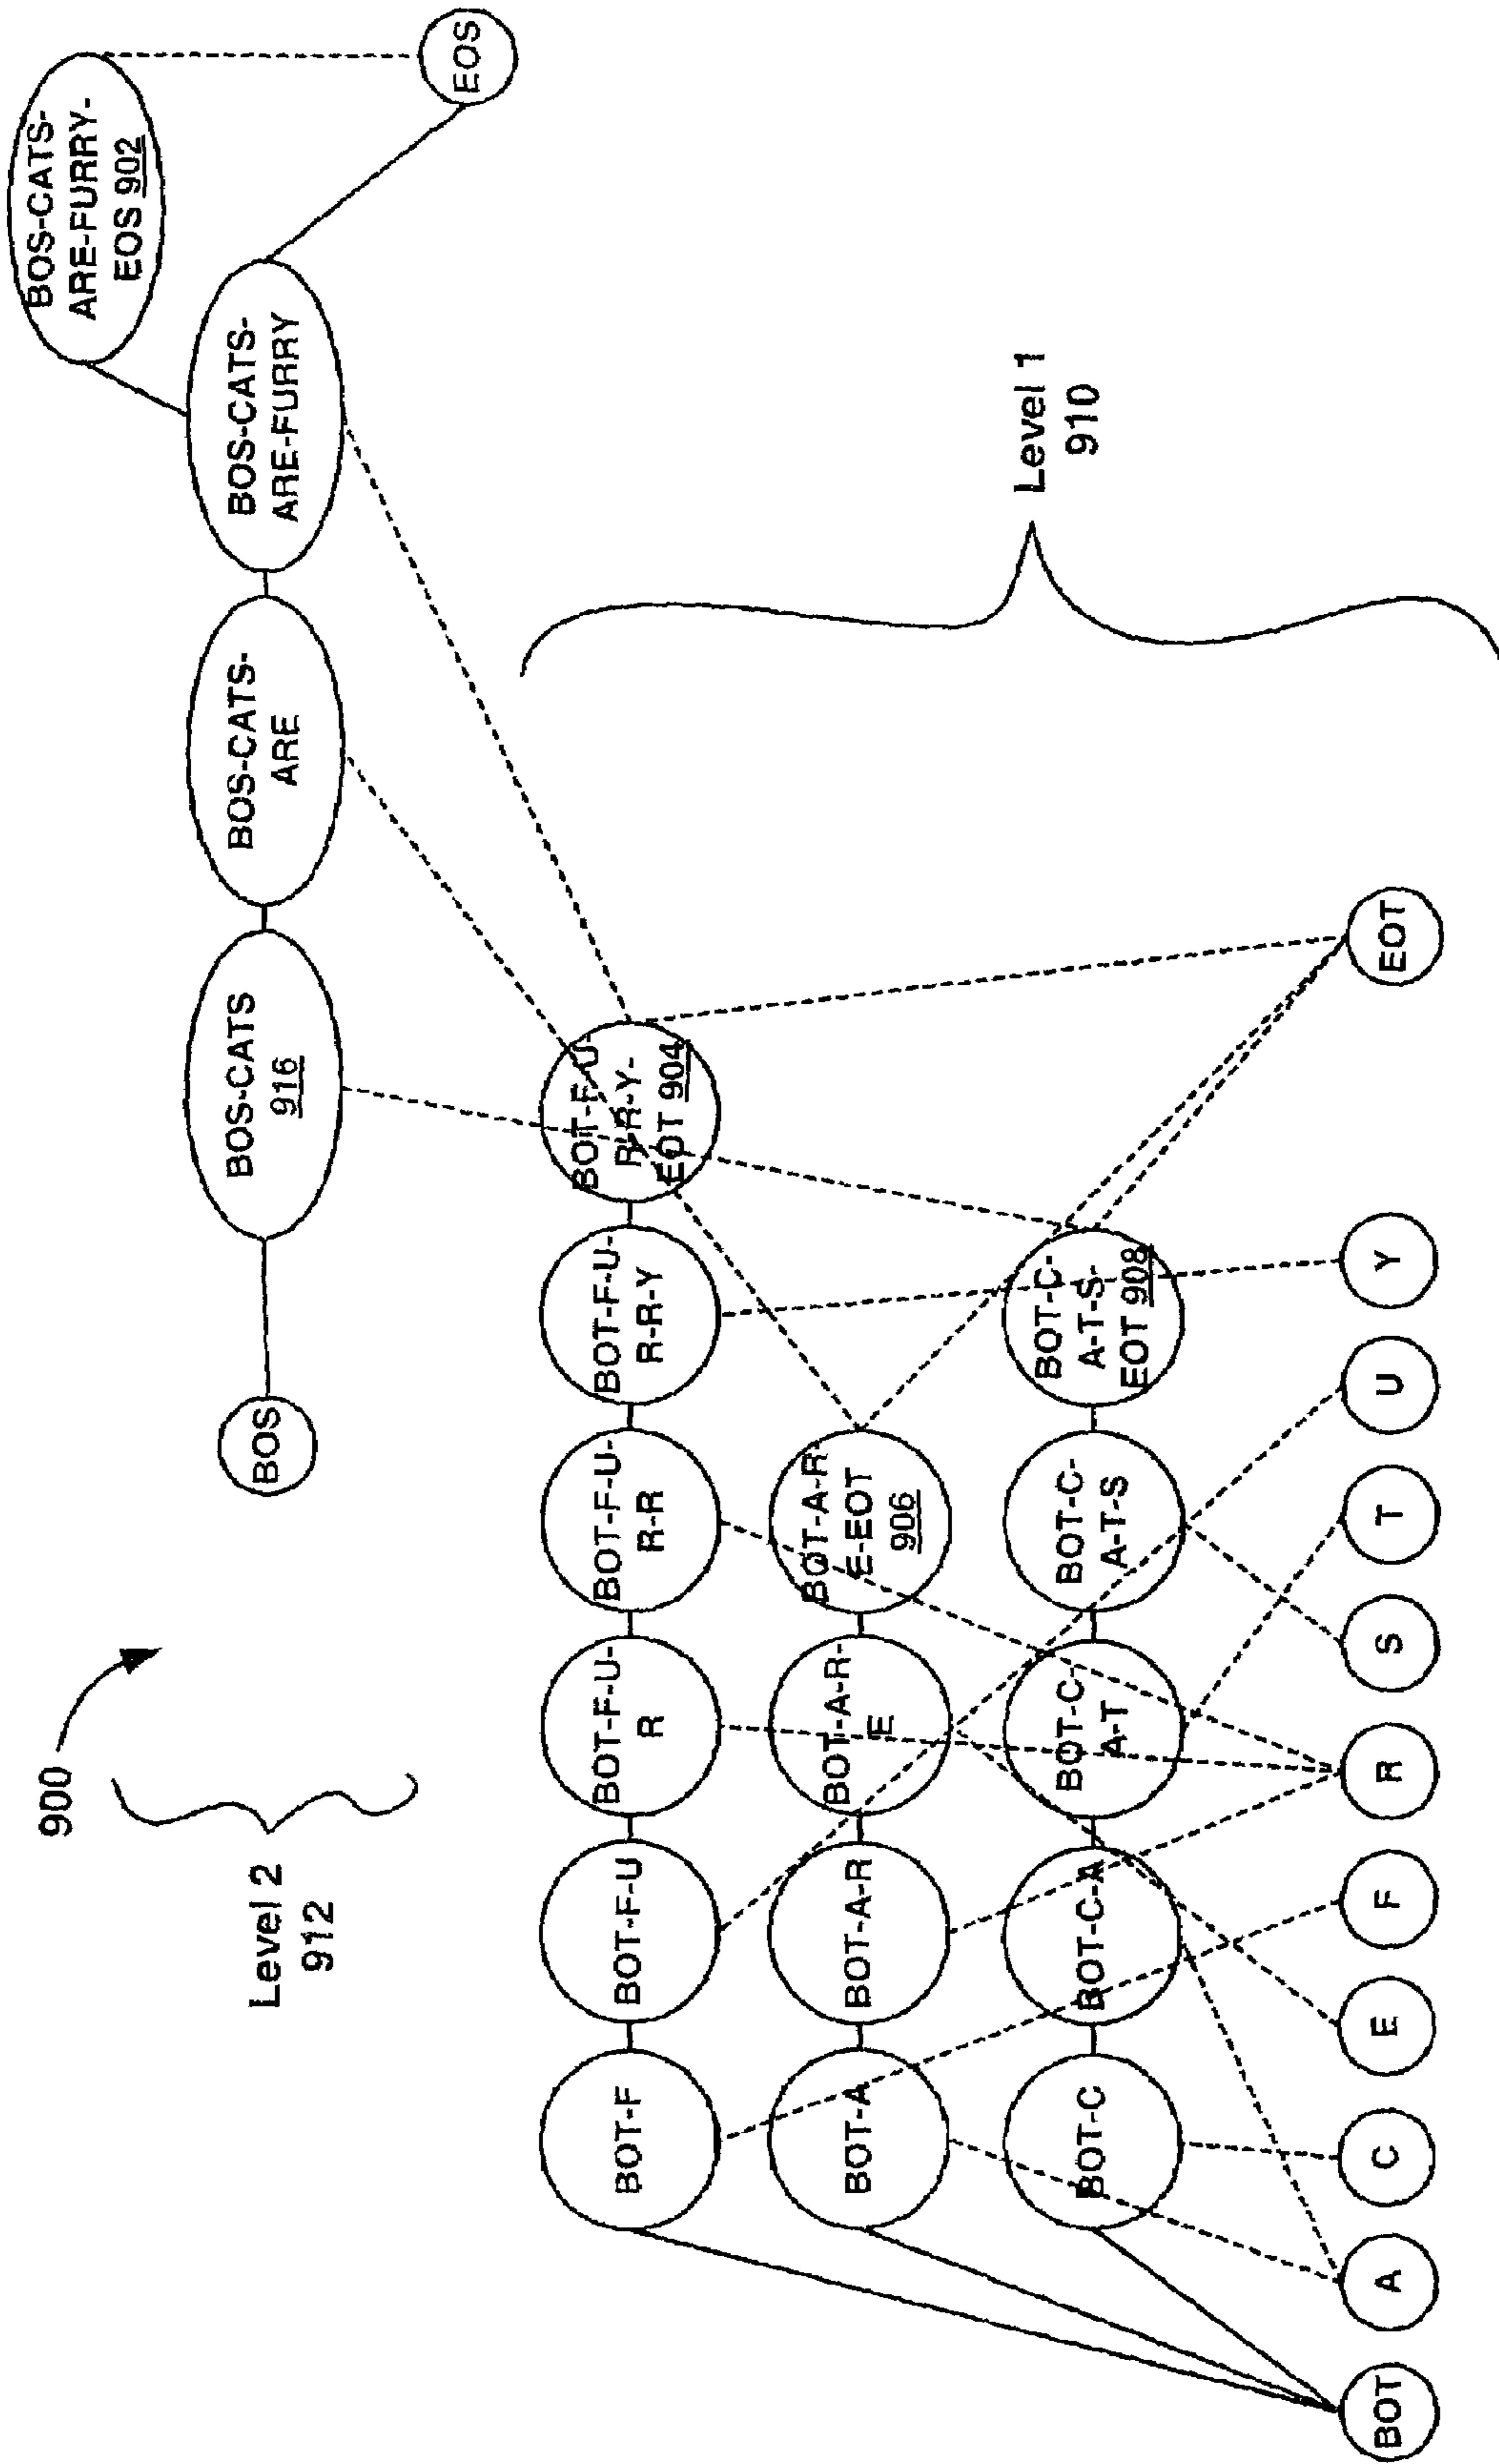 900
Level 2
912
BOS
BOS-CATS
916
BOS-CATS-
ARE
BOS-CATS-
ARE-FURRY
BOS-CATS-
ARE-FURRY-
EOS 902
EOS
BOT-F
BOT-F-U
BOT-F-U-
R
BOT-F-U-
R-R
BOT-F-U-
R-R-Y
BOT-F-U-
R-R-Y-
EOT 904
BOT-A
BOT-A-R
BOT-A-R-
E
BOT-A-R-
E-EOT
906
BOT-C
BOT-C-A
BOT-C-
A-T
BOT-C-
A-T-S
BOT-C-
A-T-S-
EOT 908
Level 1
910
BOT
A
C
E
F
R
S
T
U
Y
EOT